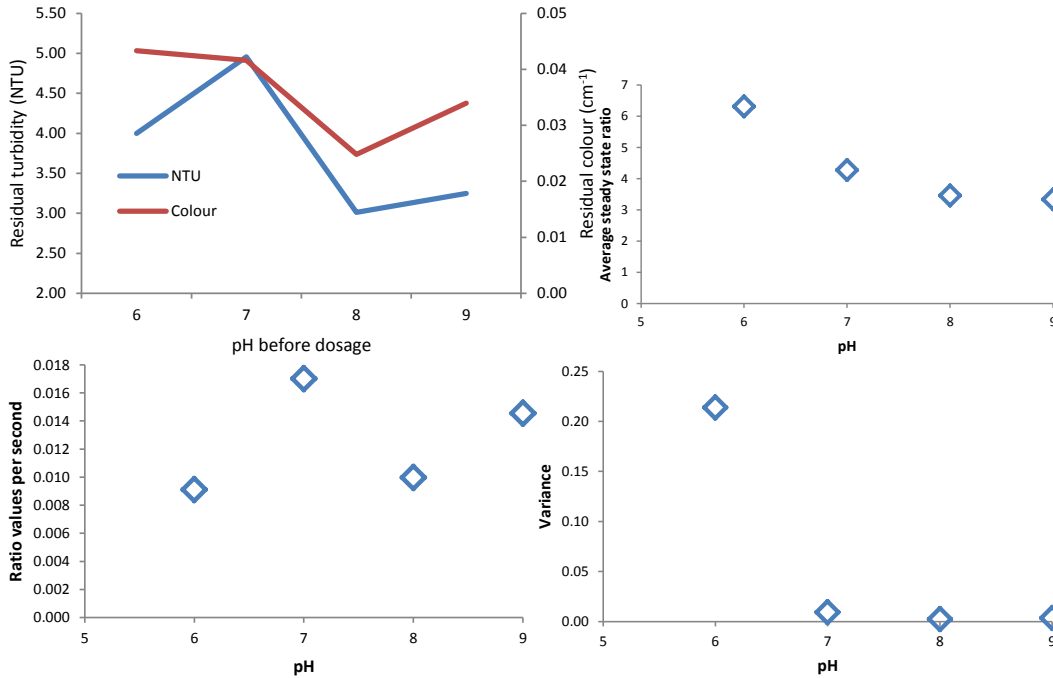 5.50
5.00
4.50
4.00
3.50
3.00
2.50
2.00
Residual turbidity (NTU)
NTU
Colour
6 7 8 9
pH before dosage
0.05
0.04
0.03
0.02
0.01
0.00
Residual colour (cm⁻¹)
Average steady state ratio
7
6
5
4
3
2
1
0
5 6 7 8 9
pH
0.018
0.016
0.014
0.012
0.010
0.008
0.006
0.004
0.002
0.000
Ratio values per second
5 6 7 8 9
pH
0.25
0.20
0.15
0.10
0.05
0.00
Variance
5 6 7 8 9
pH